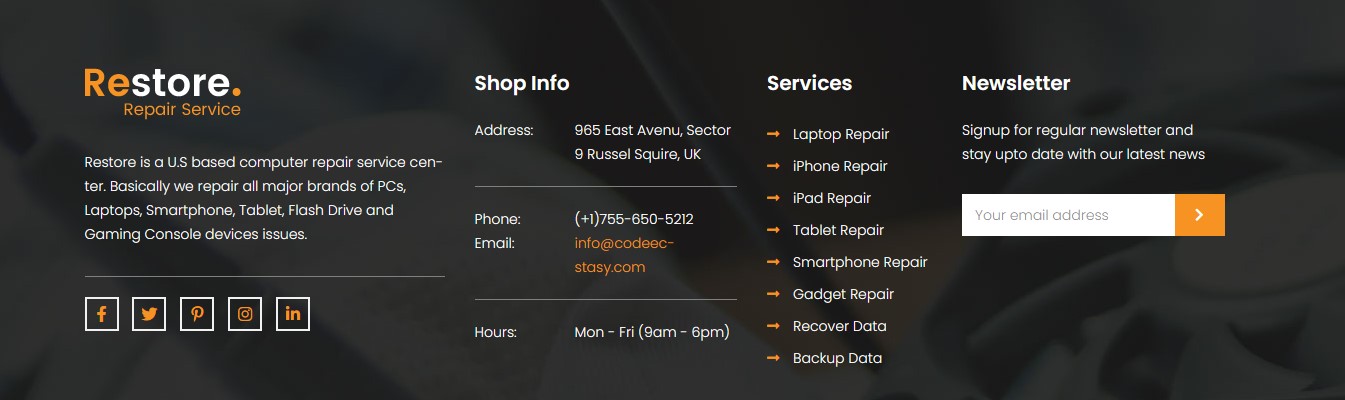 Restore.
Repair Service
Restore is a U.S based computer repair service cen-
ter. Basically we repair all major brands of PCs,
Laptops, Smartphone, Tablet, Flash Drive and
Gaming Console devices issues.
Shop Info
Address: 965 East Avenu, Sector
9 Russel Squire, UK
Phone: (+1)755-650-5212
Email: info@codeec-
stasy.com
Hours: Mon - Fri (9am - 6pm)
Services
Laptop Repair
iPhone Repair
iPad Repair
Tablet Repair
Smartphone Repair
Gadget Repair
Recover Data
Backup Data
Newsletter
Signup for regular newsletter and
stay upto date with our latest news
Your email address